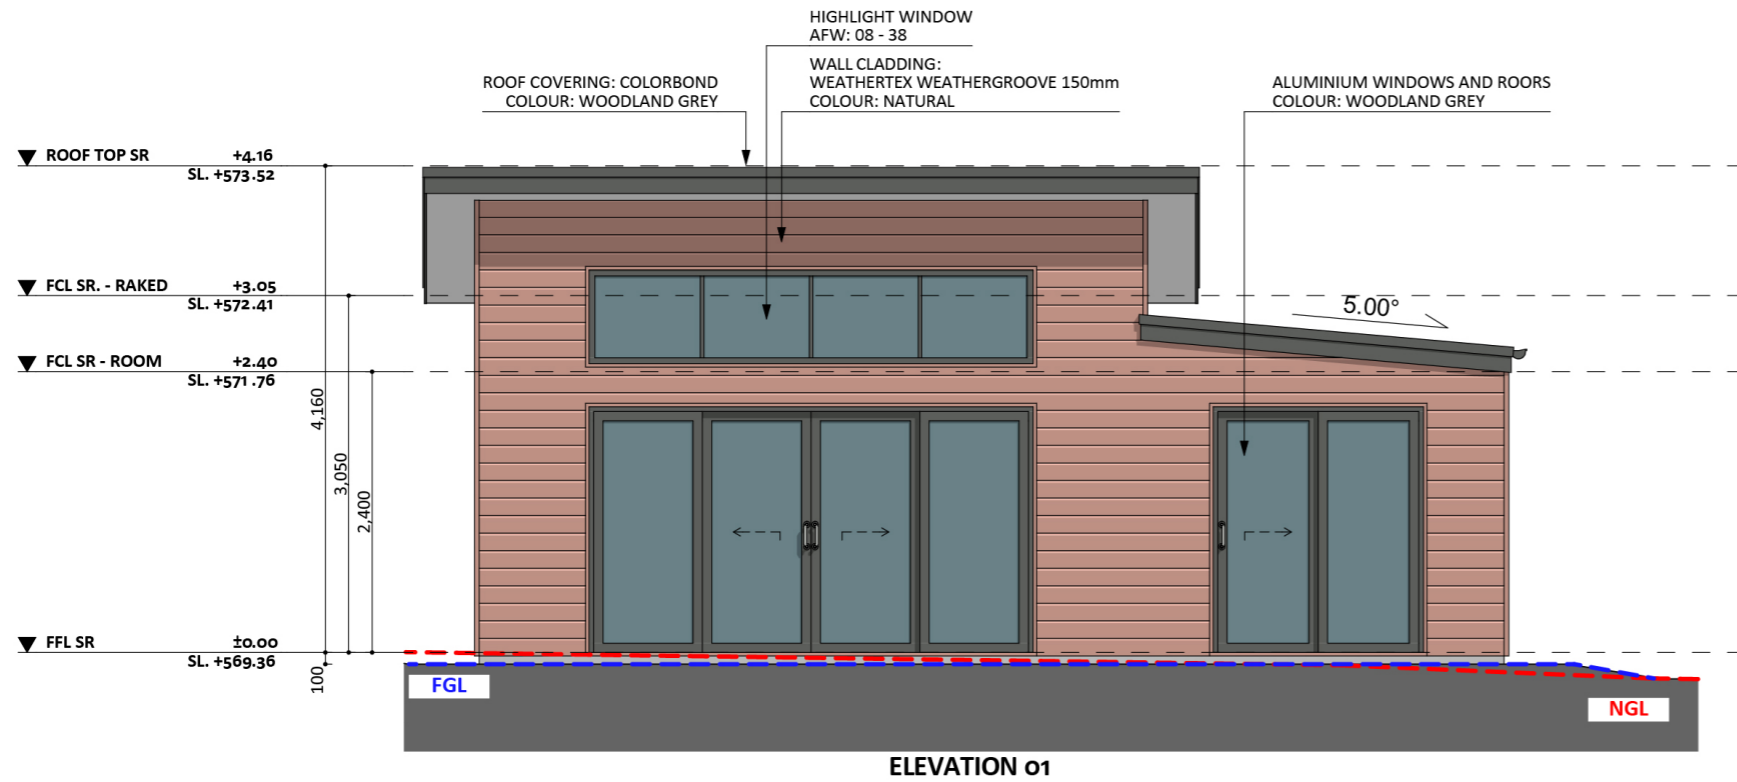 HIGHLIGHT WINDOW
AFW: 08 - 38
WALL CLADDING:
WEATHERTEX WEATHERGROOVE 150mm
COLOUR: NATURAL
ROOF COVERING: COLORBOND
COLOUR: WOODLAND GREY
ALUMINIUM WINDOWS AND ROORS
COLOUR: WOODLAND GREY
ROOF TOP SR +4.16
SL. +573.52
FCL SR. - RAKED +3.05
SL. +572.41
5.00°
FCL SR - ROOM +2.40
SL. +571.76
4,160
3,050
2,400
FFL SR ±0.00
SL. +569.36
100
FGL
NGL
ELEVATION 01